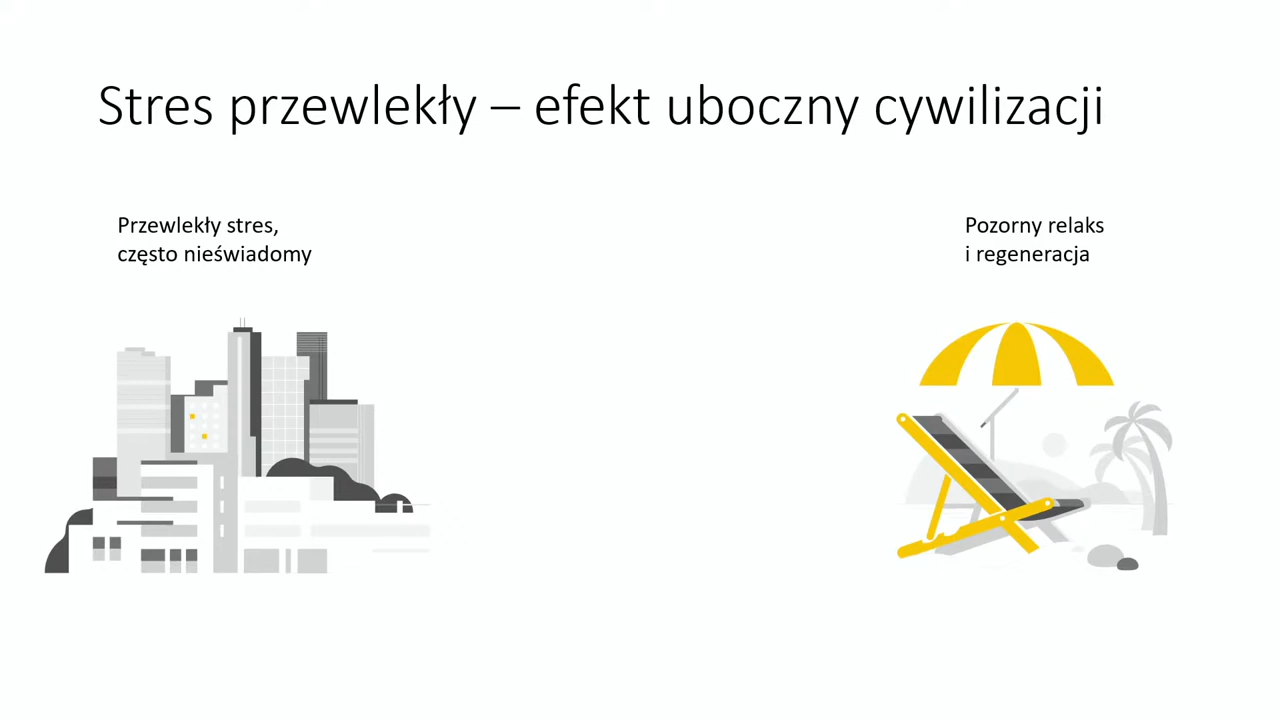 Stres przewlekły – efekt uboczny cywilizacji
Przewlekły stres,
często nieświadomy
Pozorny relaks
i regeneracja